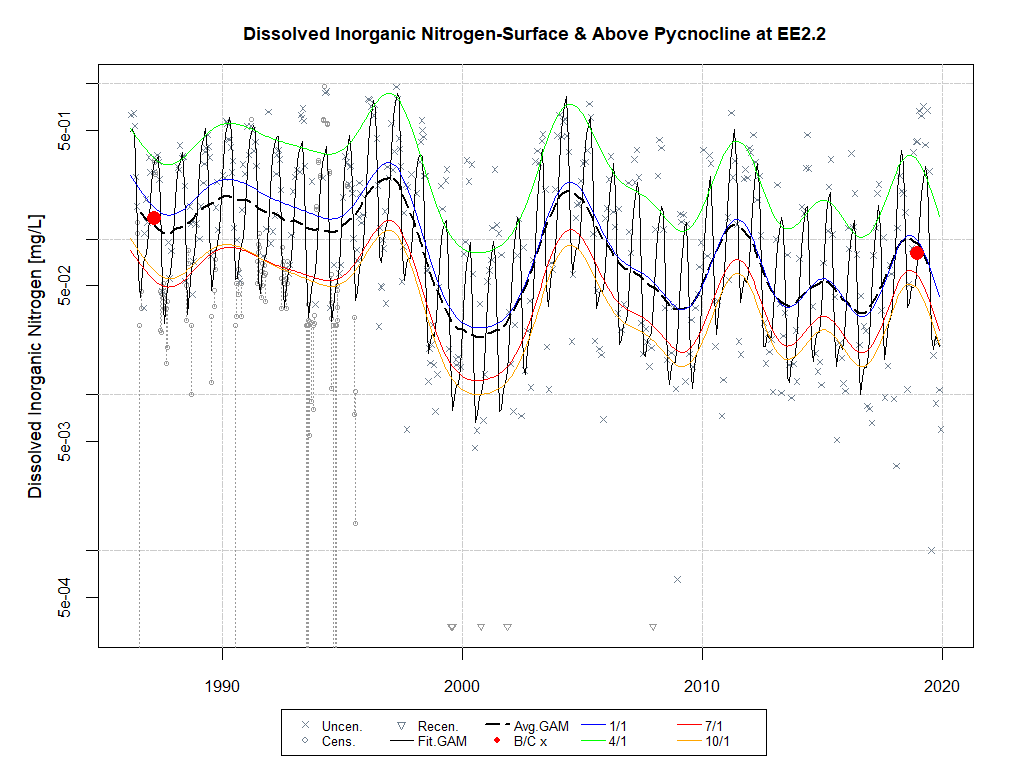 Dissolved Inorganic Nitrogen-Surface & Above Pycnocline at EE2.2
Dissolved Inorganic Nitrogen [mg/L]
5e-01
5e-02
5e-03
5e-04
1990 2000 2010 2020
Uncen. Recen. Avg.GAM 1/1 7/1
Cens. Fit.GAM B/C x 4/1 10/1